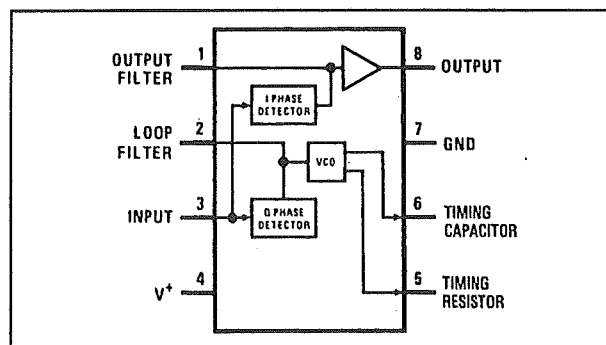 1
OUTPUT
FILTER
8
OUTPUT
I PHASE
DETECTOR
2
LOOP
FILTER
7
GND
VCO
3
INPUT
Q PHASE
DETECTOR
6
TIMING
CAPACITOR
4
V+
5
TIMING
RESISTOR